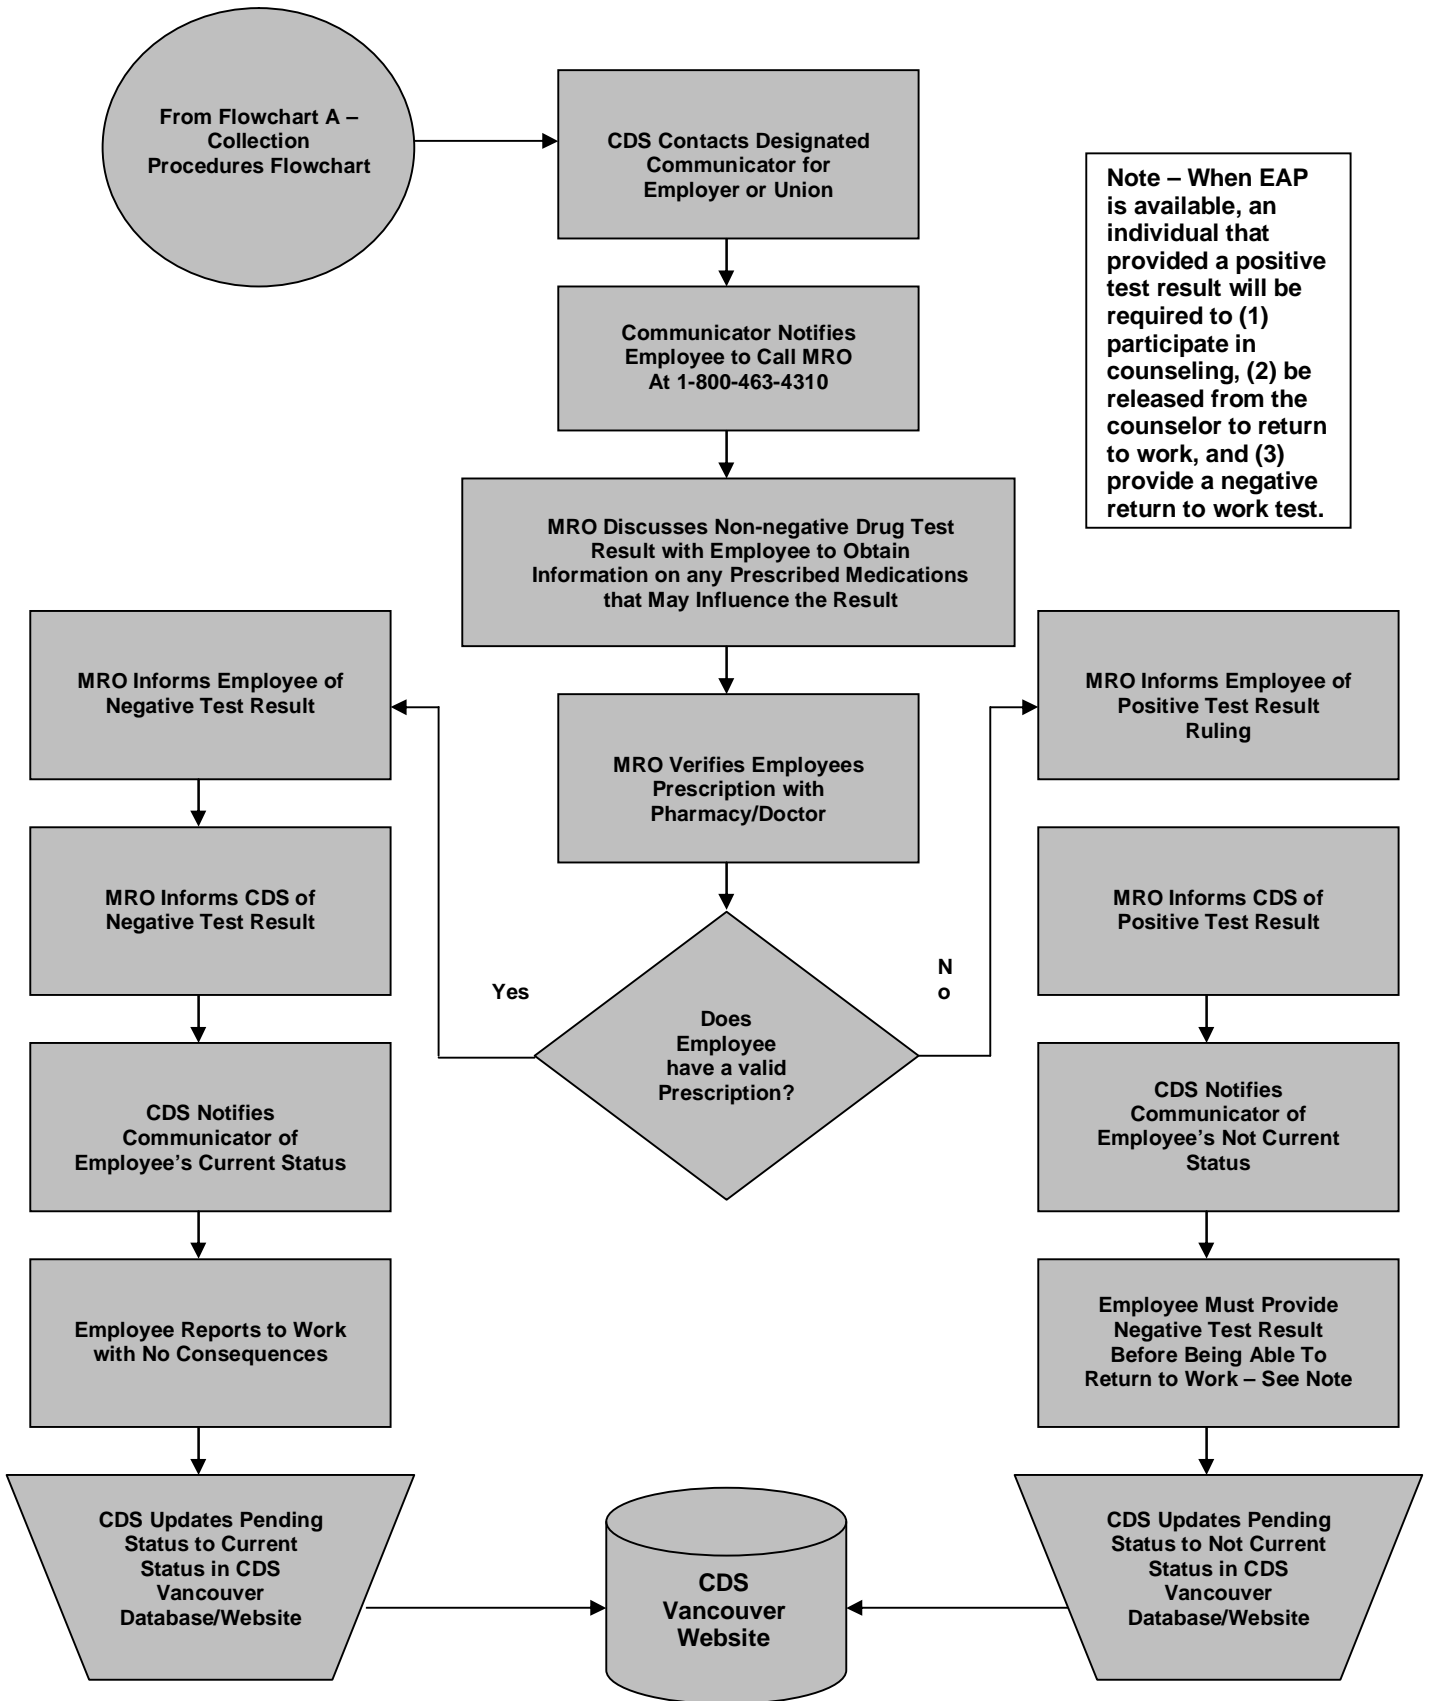 From Flowchart A –
Collection
Procedures Flowchart
CDS Contacts Designated
Communicator for
Employer or Union
Note – When EAP
is available, an
individual that
provided a positive
test result will be
required to (1)
participate in
counseling, (2) be
released from the
counselor to return
to work, and (3)
provide a negative
return to work test.
Communicator Notifies
Employee to Call MRO
At 1-800-463-4310
MRO Discusses Non-negative Drug Test
Result with Employee to Obtain
Information on any Prescribed Medications
that May Influence the Result
MRO Informs Employee of
Negative Test Result
MRO Verifies Employees
Prescription with
Pharmacy/Doctor
MRO Informs Employee of
Positive Test Result
Ruling
MRO Informs CDS of
Negative Test Result
MRO Informs CDS of
Positive Test Result
Yes
N
o
Does
Employee
have a valid
Prescription?
CDS Notifies
Communicator of
Employee’s Current Status
CDS Notifies
Communicator of
Employee’s Not Current
Status
Employee Reports to Work
with No Consequences
Employee Must Provide
Negative Test Result
Before Being Able To
Return to Work – See Note
CDS Updates Pending
Status to Current
Status in CDS
Vancouver
Database/Website
CDS
Vancouver
Website
CDS Updates Pending
Status to Not Current
Status in CDS
Vancouver
Database/Website